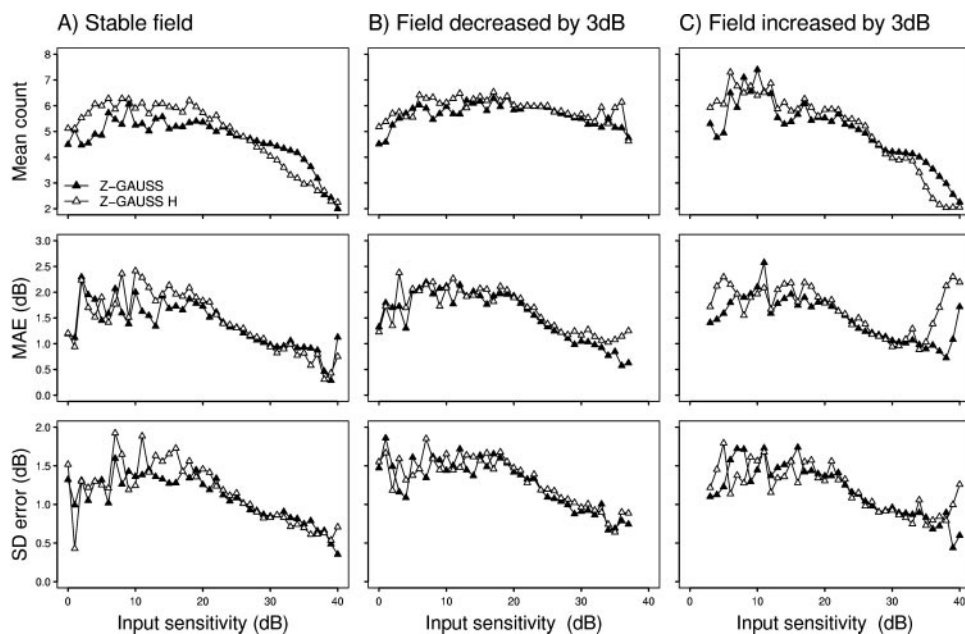 A) Stable field
B) Field decreased by 3dB
C) Field increased by 3dB
Mean count
8
7
6
5
4
3
2
Z-GAUSS
Z-GAUSS H
MAE (dB)
3.0
2.5
2.0
1.5
1.0
0.5
0.0
SD error (dB)
2.0
1.5
1.0
0.5
0.0
0 10 20 30 40
0 10 20 30 40
0 10 20 30 40
Input sensitivity (dB)
Input sensitivity (dB)
Input sensitivity (dB)